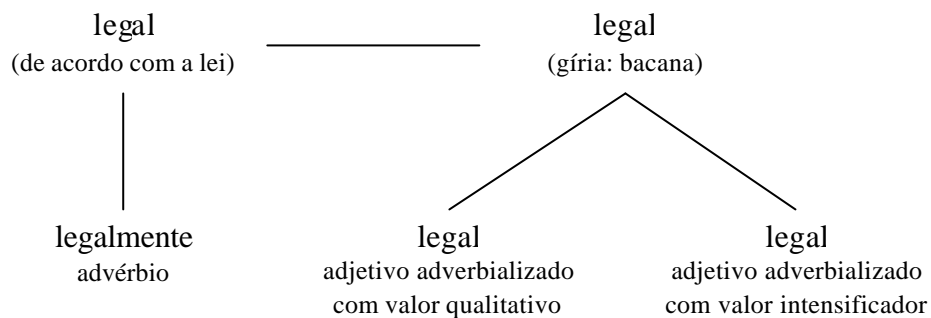 legal
(de acordo com a lei)
legal
(gíria: bacana)
legalmente
advérbio
legal
adjetivo adverbializado
com valor qualitativo
legal
adjetivo adverbializado
com valor intensificador